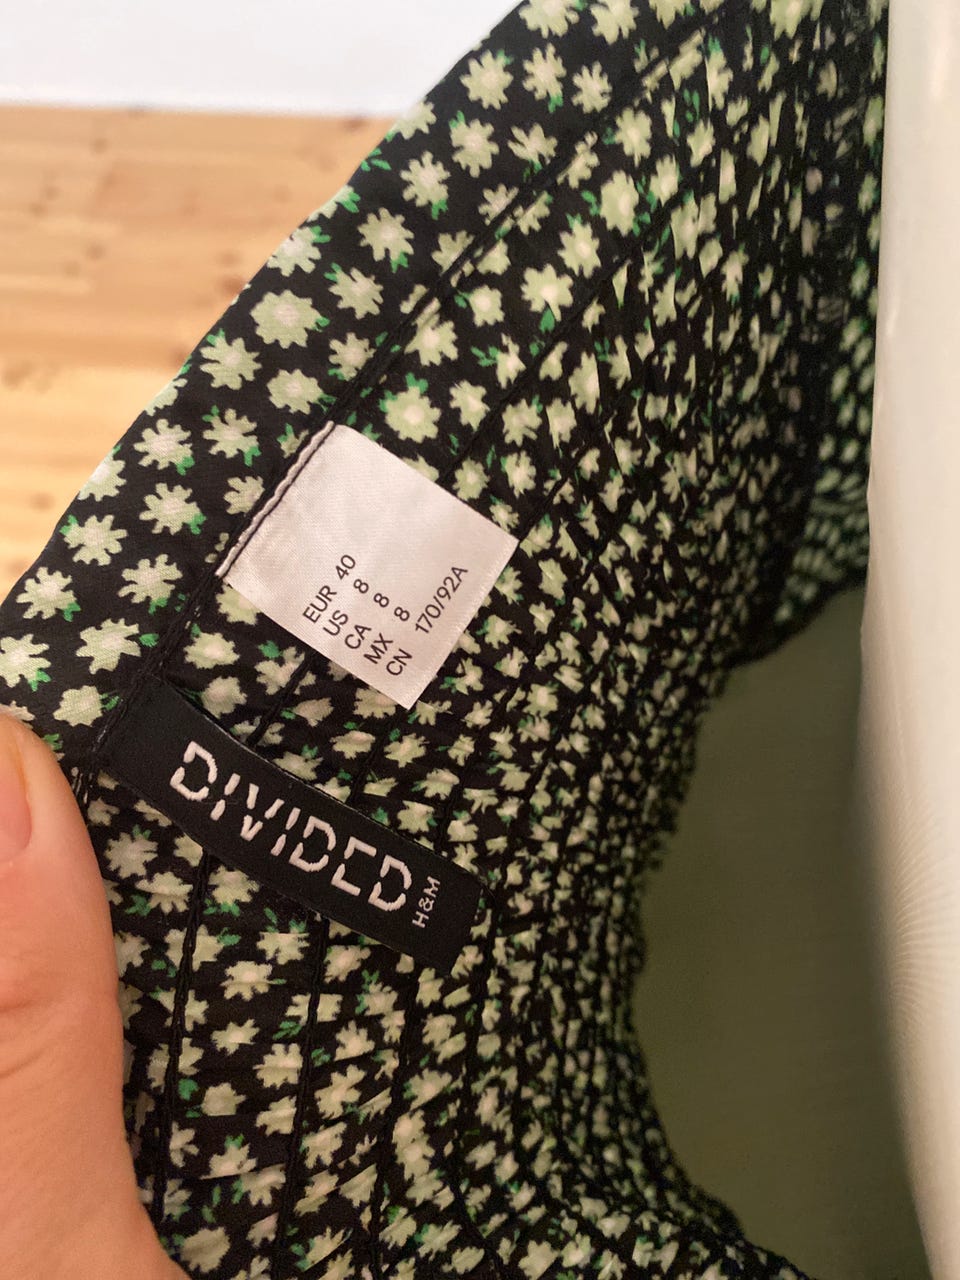 EUR 40
US 8
CA 8
MX 8
CN 170/92A
DIVIDED
H&M